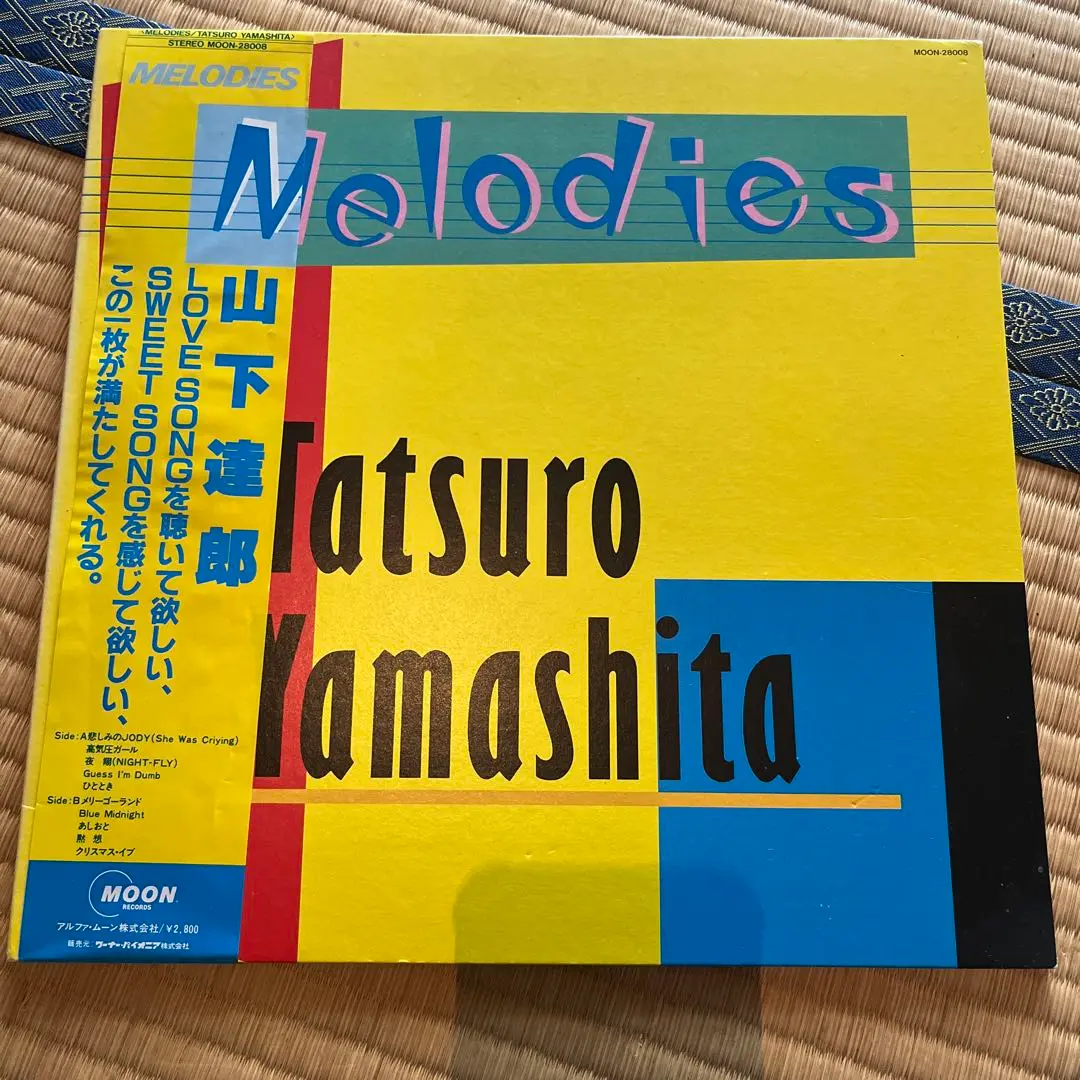 <MELODIES/TATSURO YAMASHITA>
STEREO MOON-28008
MELODIES
MOON-28008
Melodies
山下達郎
LOVE SONGを聴いて欲しい、
SWEET SONGを感じて欲しい、
この一枚が満たしてくれる。
Tatsuro
Yamashita
Side:A悲しみのJODY(She Was Criying)
高気圧ガール
夜 翔(NIGHT-FLY)
Guess I'm Dumb
ひととき
Side:Bメリーゴーランド
Blue Midnight
あしおと
黙 想
クリスマス・イブ
MOON
RECORDS
アルファ・ムーン株式会社/¥2,800
販売元:ワーナー・パイオニア株式会社